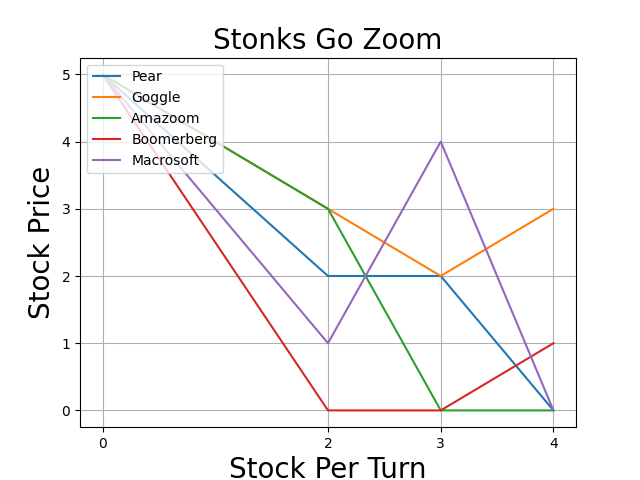 Stonks Go Zoom
5
4
3
2
1
0
Stock Price
Pear
Goggle
Amazoom
Boomerberg
Macrosoft
0 2 3 4
Stock Per Turn